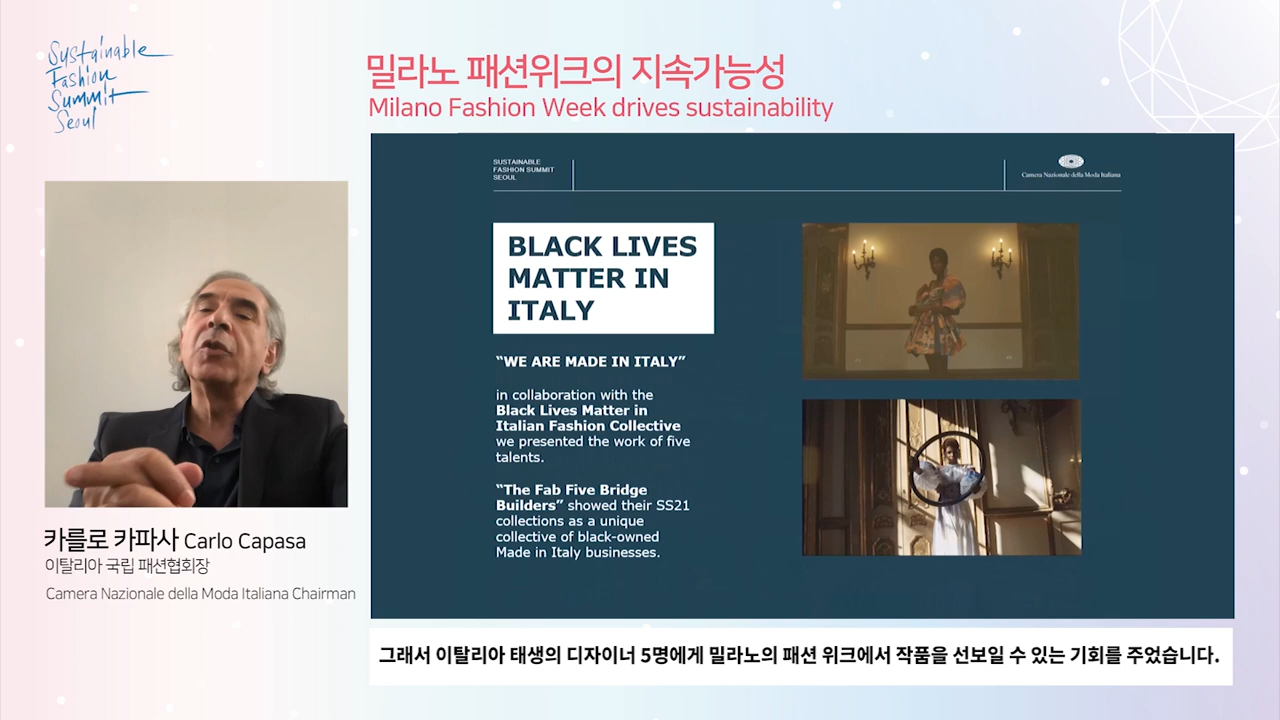 Sustainable
Fashion
Summit
Seoul
밀라노 패션위크의 지속가능성
Milano Fashion Week drives sustainability
SUSTAINABLE
FASHION SUMMIT
SEOUL
Camera Nazionale della Moda Italiana
BLACK LIVES
MATTER IN
ITALY
“WE ARE MADE IN ITALY”
in collaboration with the
Black Lives Matter in
Italian Fashion Collective
we presented the work of five
talents.
“The Fab Five Bridge
Builders” showed their SS21
collections as a unique
collective of black-owned
Made in Italy businesses.
카를로 카파사 Carlo Capasa
이탈리아 국립 패션협회장
Camera Nazionale della Moda Italiana Chairman
그래서 이탈리아 태생의 디자이너 5명에게 밀라노의 패션 위크에서 작품을 선보일 수 있는 기회를 주었습니다.